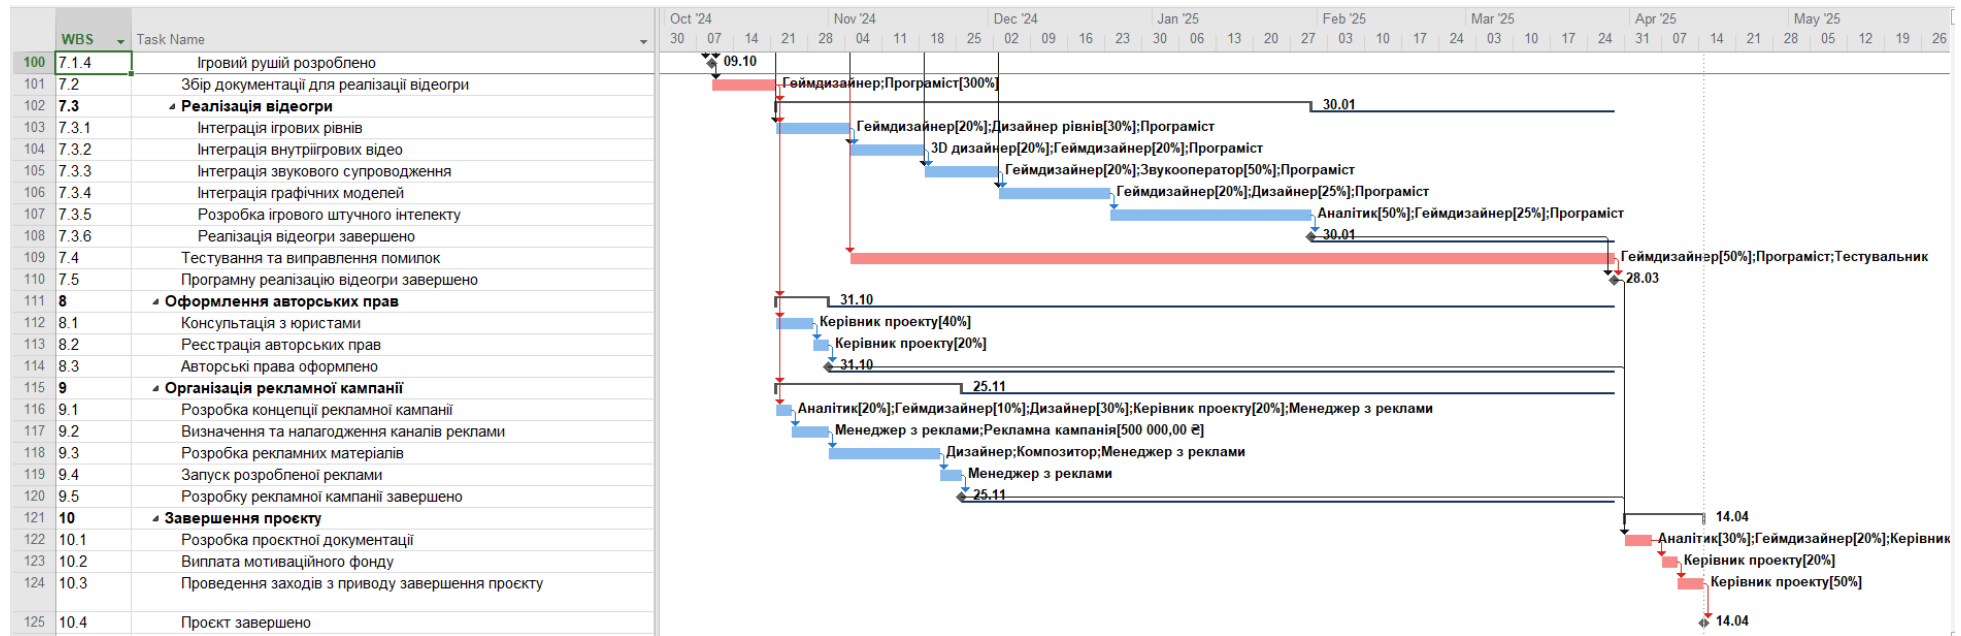 Oct '24 Nov '24 Dec '24 Jan '25 Feb '25 Mar '25 Apr '25 May '25
WBS Task Name 30 07 14 21 28 04 11 18 25 02 09 16 23 30 06 13 20 27 03 10 17 24 03 10 17 24 31 07 14 21 28 05 12 19 26
100 7.1.4 Ігровий рушій розроблено 09.10
101 7.2 Збір документації для реалізації відеогри Геймдизайнер;Програміст[300%]
102 7.3 Реалізація відеогри 30.01
103 7.3.1 Інтеграція ігрових рівнів Геймдизайнер[20%];Дизайнер рівнів[30%];Програміст
104 7.3.2 Інтеграція внутріігрових відео 3D дизайнер[20%];Геймдизайнер[20%];Програміст
105 7.3.3 Інтеграція звукового супроводження Геймдизайнер[20%];Звукооператор[50%];Програміст
106 7.3.4 Інтеграція графічних моделей Геймдизайнер[20%];Дизайнер[25%];Програміст
107 7.3.5 Розробка ігрового штучного інтелекту Аналітик[50%];Геймдизайнер[25%];Програміст
108 7.3.6 Реалізація відеогри завершено 30.01
109 7.4 Тестування та виправлення помилок Геймдизайнер[50%];Програміст;Тестувальник
110 7.5 Програмну реалізацію відеогри завершено 28.03
111 8 Оформлення авторських прав 31.10
112 8.1 Консультація з юристами Керівник проекту[40%]
113 8.2 Реєстрація авторських прав Керівник проекту[20%]
114 8.3 Авторські права оформлено 31.10
115 9 Організація рекламної кампанії 25.11
116 9.1 Розробка концепції рекламної кампанії Аналітик[20%];Геймдизайнер[10%];Дизайнер[30%];Керівник проекту[20%];Менеджер з реклами
117 9.2 Визначення та налагодження каналів реклами Менеджер з реклами;Рекламна кампанія[500 000,00 ₴]
118 9.3 Розробка рекламних матеріалів Дизайнер;Композитор;Менеджер з реклами
119 9.4 Запуск розробленої реклами Менеджер з реклами
120 9.5 Розробку рекламної кампанії завершено 25.11
121 10 Завершення проєкту 14.04
122 10.1 Розробка проєктної документації Аналітик[30%];Геймдизайнер[20%];Керівник
123 10.2 Виплата мотиваційного фонду Керівник проекту[20%]
124 10.3 Проведення заходів з приводу завершення проєкту Керівник проекту[50%]
125 10.4 Проєкт завершено 14.04